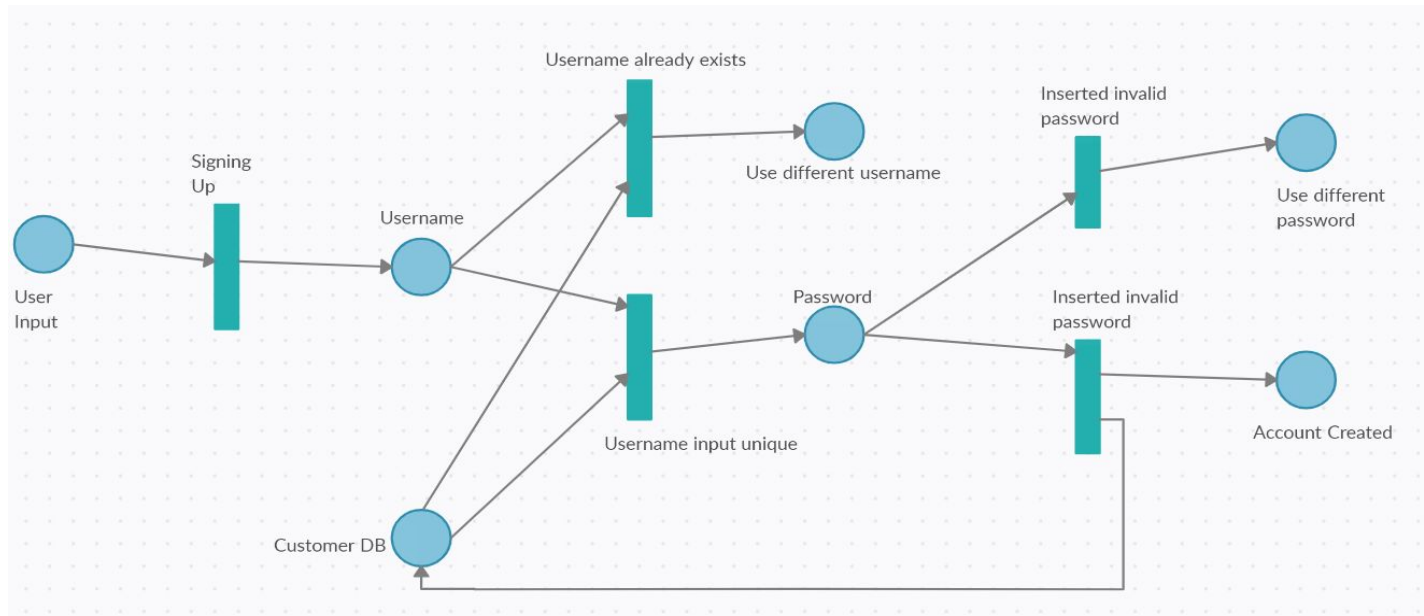 Username already exists
Inserted invalid
password
Signing
Up
Use different username
Use different
password
Username
User
Input
Password
Inserted invalid
password
Username input unique
Account Created
Customer DB